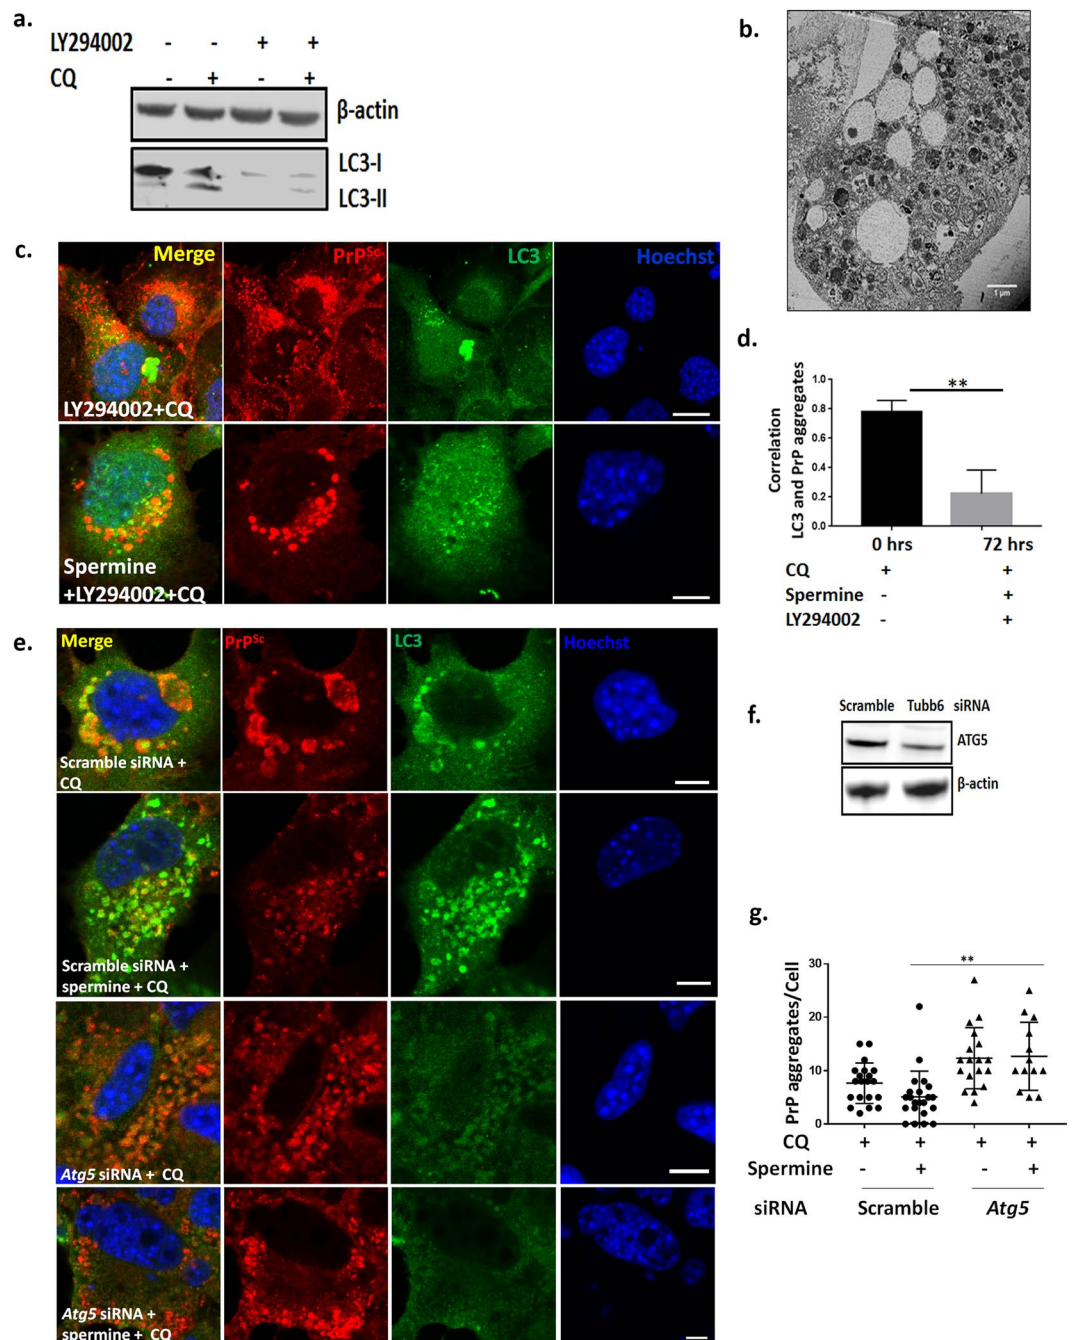 a.
LY294002 - - + +
CQ - + - +
β-actin
LC3-I
LC3-II
b.
1 µm
c.
Merge PrPSc LC3 Hoechst
LY294002+CQ
Spermine
+LY294002+CQ
d.
Correlation
LC3 and PrP aggregates
1.0
0.8
0.6
0.4
0.2
0.0
**
0 hrs 72 hrs
CQ + +
Spermine - +
LY294002 - +
e.
Merge PrPSc LC3 Hoechst
Scramble siRNA +
CQ
Scramble siRNA +
spermine + CQ
Atg5 siRNA + CQ
Atg5 siRNA +
spermine + CQ
f.
Scramble Tubb6 siRNA
ATG5
β-actin
g.
PrP aggregates/Cell
30
20
10
0
**
CQ + + + +
Spermine - + - +
siRNA Scramble Atg5